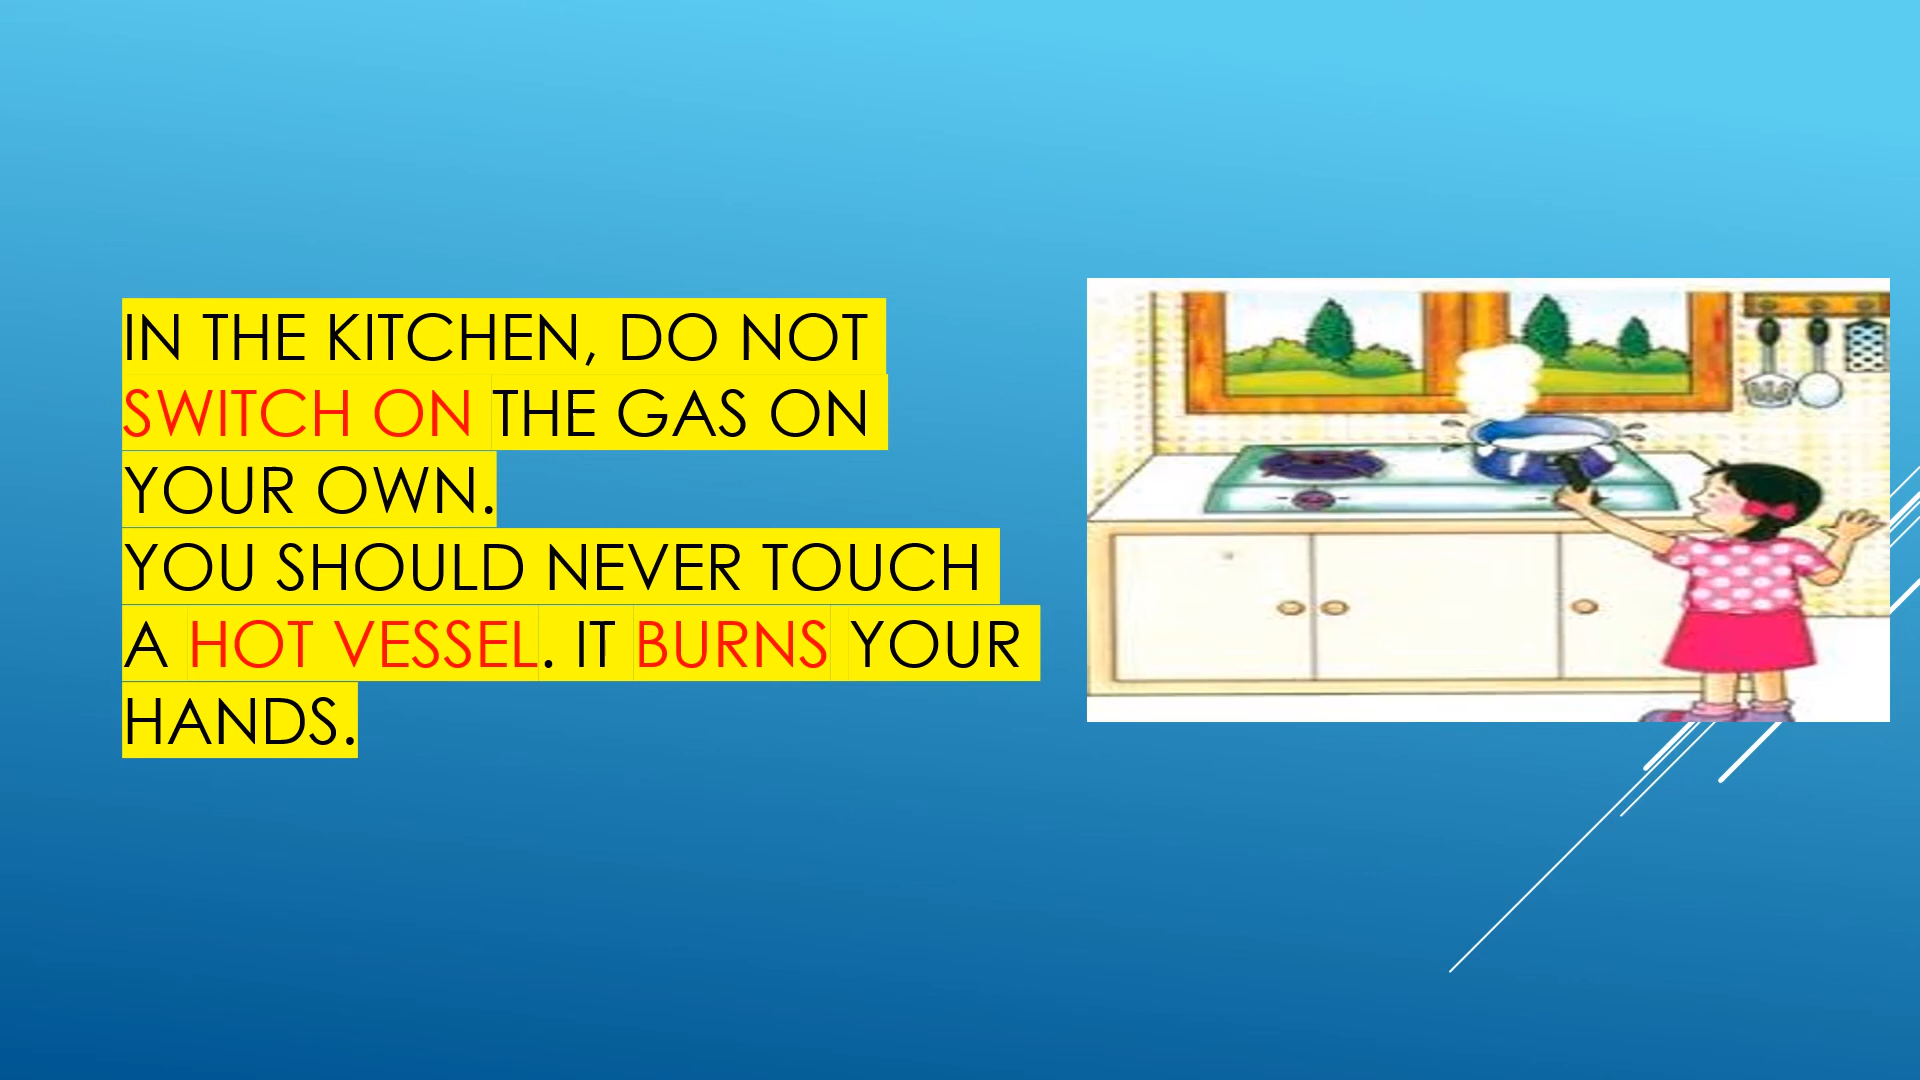 IN THE KITCHEN, DO NOT
SWITCH ON THE GAS ON
YOUR OWN.
YOU SHOULD NEVER TOUCH
A HOT VESSEL. IT BURNS YOUR
HANDS.